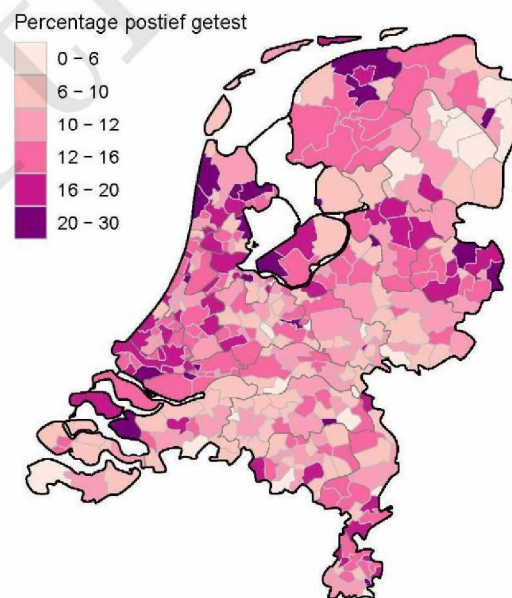 Percentage postief getest
0 – 6
6 – 10
10 – 12
12 – 16
16 – 20
20 – 30